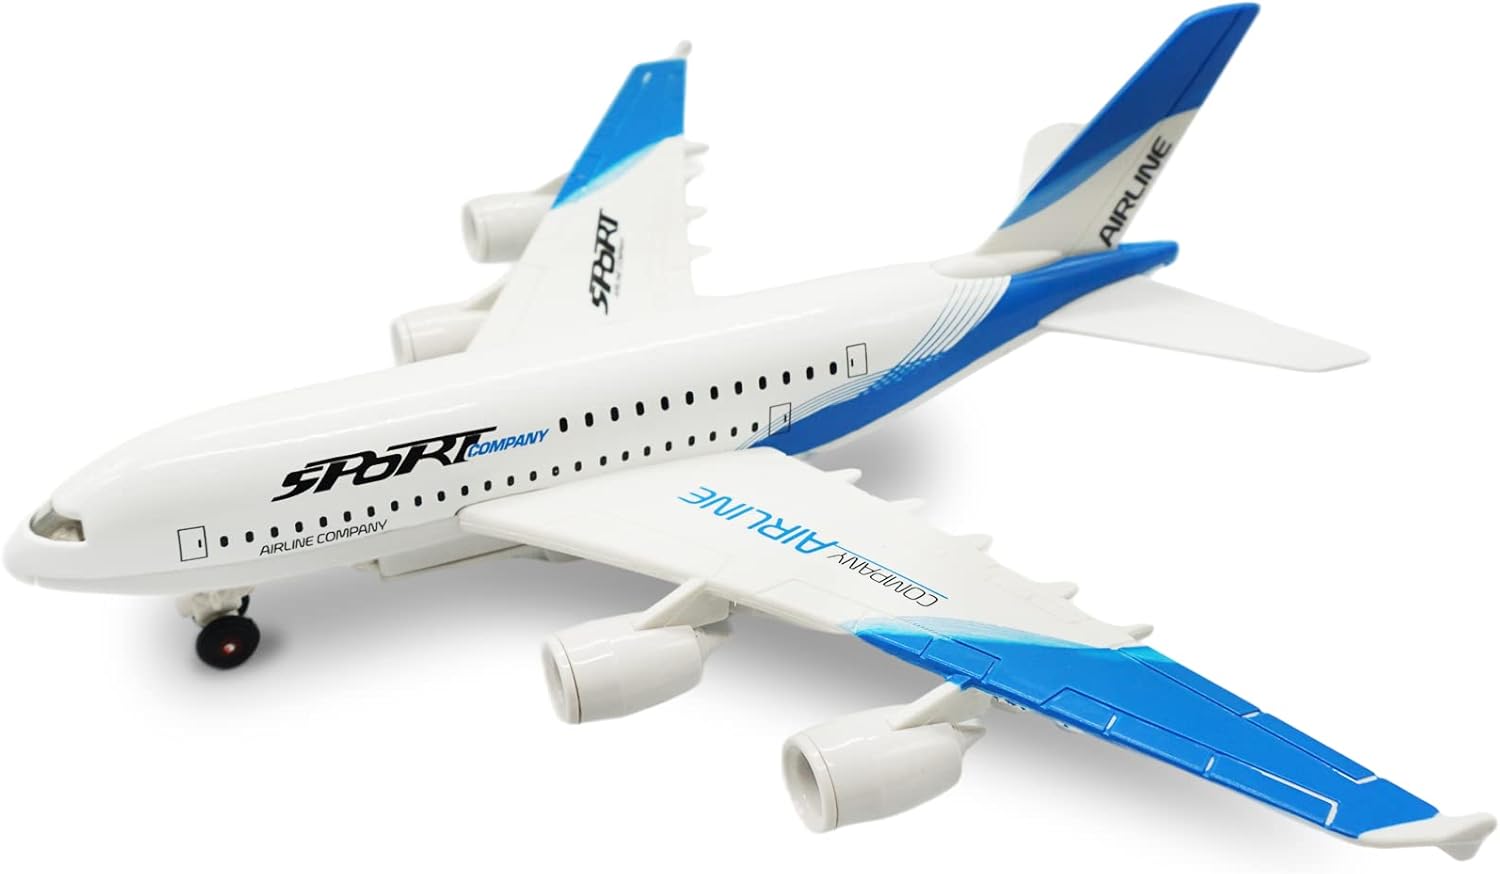 SPORT
AIRLINE
SPORT COMPANY
AIRLINE COMPANY
AIRLINE
COMPANY